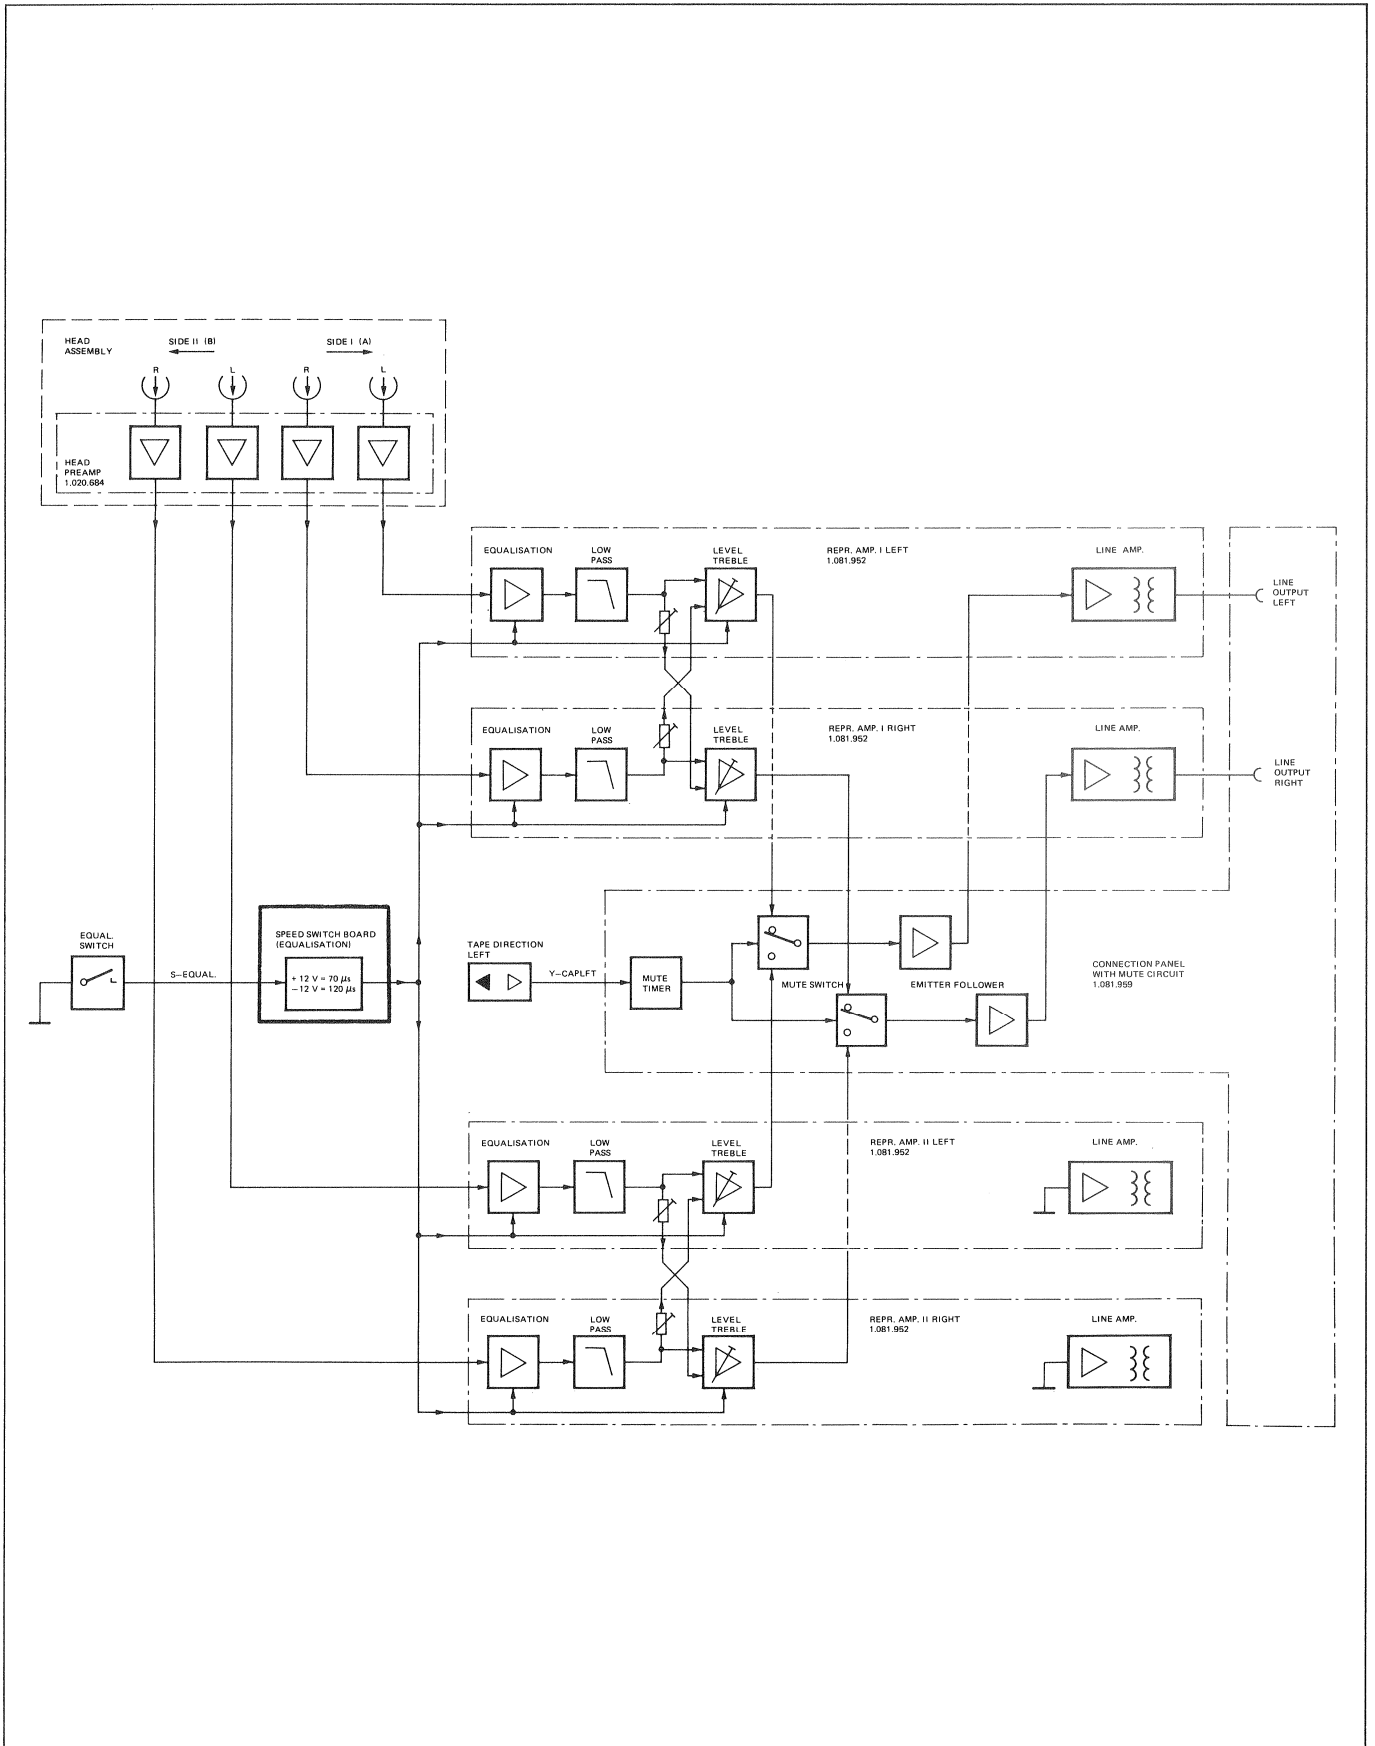 HEAD
ASSEMBLY
SIDE II (B)
SIDE I (A)
R
L
R
L
HEAD
PREAMP
1.020.684
EQUALISATION
LOW
PASS
LEVEL
TREBLE
REPR. AMP. I LEFT
1.081.952
LINE AMP.
LINE
OUTPUT
LEFT
EQUALISATION
LOW
PASS
LEVEL
TREBLE
REPR. AMP. I RIGHT
1.081.952
LINE AMP.
LINE
OUTPUT
RIGHT
EQUAL.
SWITCH
S–EQUAL.
SPEED SWITCH BOARD
(EQUALISATION)
+ 12 V = 70 µs
– 12 V = 120 µs
TAPE DIRECTION
LEFT
Y–CAPLFT
MUTE
TIMER
MUTE SWITCH
EMITTER FOLLOWER
CONNECTION PANEL
WITH MUTE CIRCUIT
1.081.959
EQUALISATION
LOW
PASS
LEVEL
TREBLE
REPR. AMP. II LEFT
1.081.952
LINE AMP.
EQUALISATION
LOW
PASS
LEVEL
TREBLE
REPR. AMP. II RIGHT
1.081.952
LINE AMP.